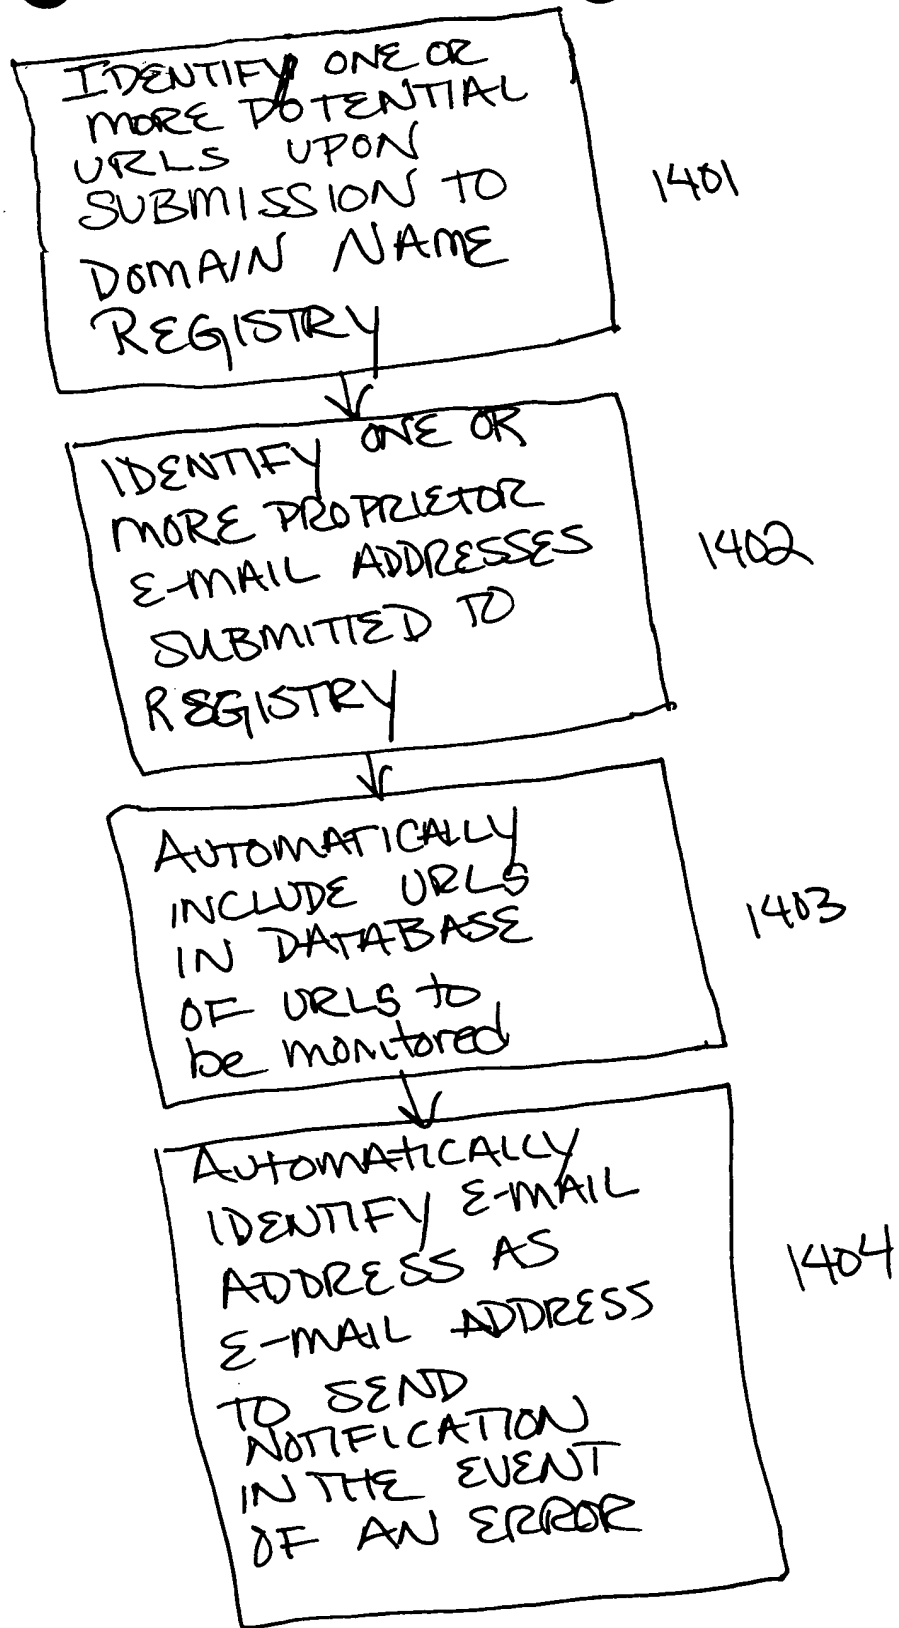 IDENTIFY ONE OR
MORE POTENTIAL
URLS UPON
SUBMISSION TO
DOMAIN NAME
REGISTRY
1401
IDENTIFY ONE OR
MORE PROPRIETOR
E-MAIL ADDRESSES
SUBMITTED TO
REGISTRY
1402
AUTOMATICALLY
INCLUDE URLS
IN DATABASE
OF URLS to
be monitored
1403
AUtOMAtICALLY
IDENTIFY E-MAIL
ADDRESS AS
E-MAIL ADDRESS
TO SEND
NOTIFICATION
IN THE EVENT
OF AN ERROR
1404